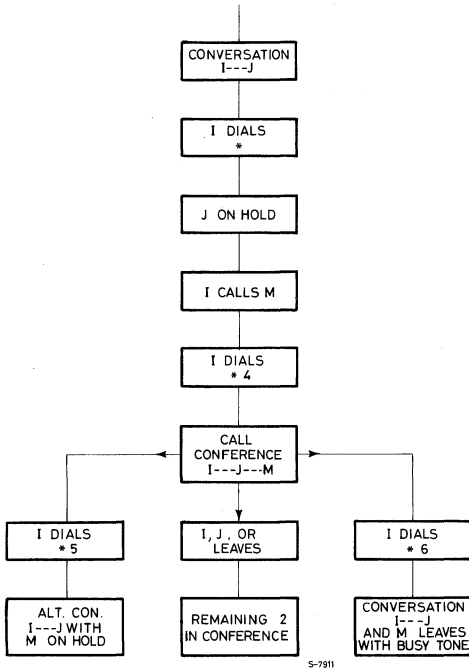 CONVERSATION
I---J
I DIALS
*
J ON HOLD
I CALLS M
I DIALS
* 4
CALL
CONFERENCE
I---J---M
I DIALS
* 5
I, J, OR
LEAVES
I DIALS
* 6
ALT. CON.
I---J WITH
M ON HOLD
REMAINING 2
IN CONFERENCE
CONVERSATION
I---J
AND M LEAVES
WITH BUSY TONE
S-7911